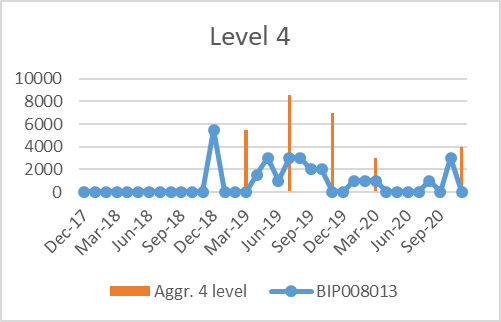 Level 4
10000
8000
6000
4000
2000
0
Dec-17
Mar-18
Jun-18
Sep-18
Dec-18
Mar-19
Jun-19
Sep-19
Dec-19
Mar-20
Jun-20
Sep-20
Aggr. 4 level
BIP008013